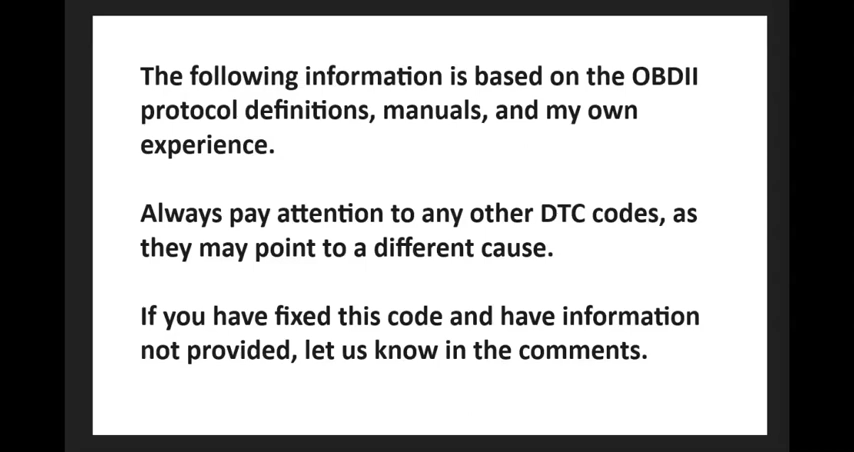 The following information is based on the OBDII
protocol definitions, manuals, and my own
experience.
Always pay attention to any other DTC codes, as
they may point to a different cause.
If you have fixed this code and have information
not provided, let us know in the comments.